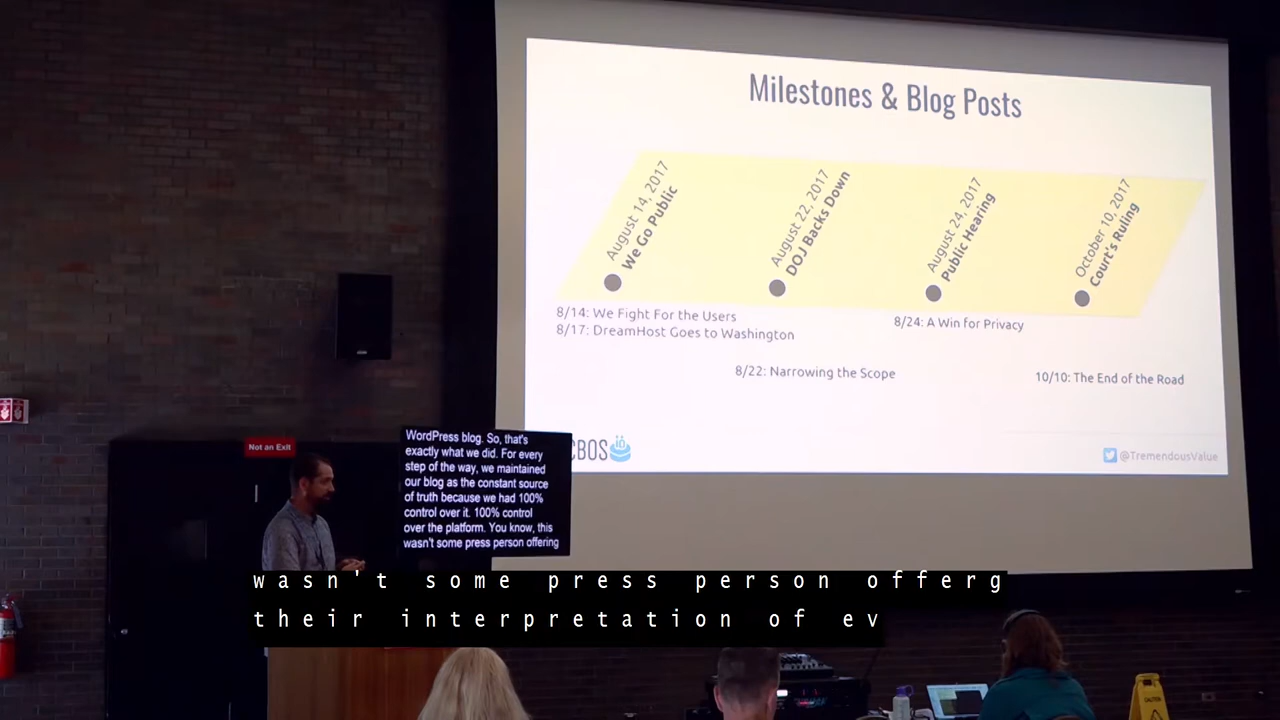 Milestones & Blog Posts
August 14, 2017
We Go Public
August 22, 2017
DOJ Backs Down
August 24, 2017
Public Hearing
October 10, 2017
Court's Ruling
8/14: We Fight For the Users
8/17: DreamHost Goes to Washington
8/24: A Win for Privacy
8/22: Narrowing the Scope
10/10: The End of the Road
CBOS 10
@TremendousValue
Not an Exit
WordPress blog. So, that's
exactly what we did. For every
step of the way, we maintained
our blog as the constant source
of truth because we had 100%
control over it. 100% control
over the platform. You know, this
wasn't some press person offering
wasn't some press person offerg
their interpretation of ev
CAUTION